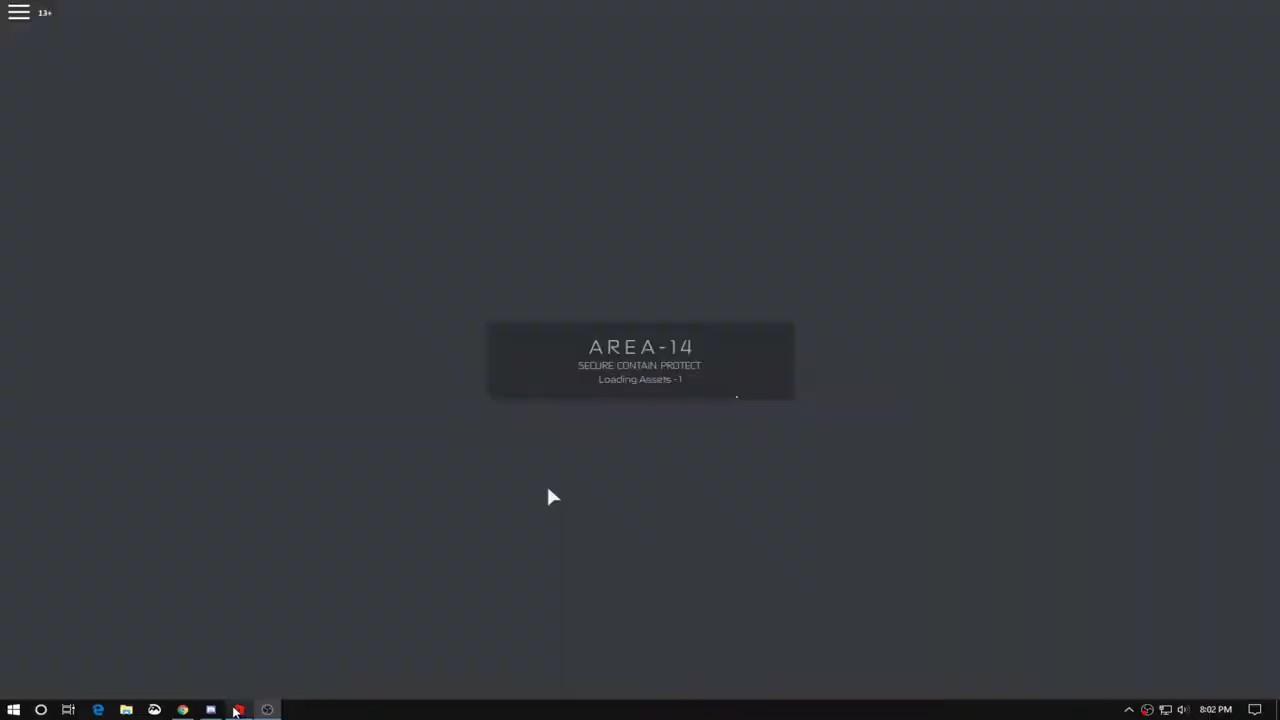 13+
AREA-14
SECURE CONTAIN PROTECT
Loading Assets -1
8:02 PM